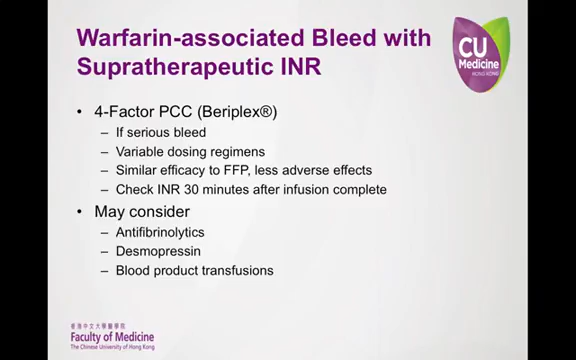 Warfarin-associated Bleed with
Supratherapeutic INR
CU
Medicine
HONG KONG
• 4-Factor PCC (Beriplex®)
– If serious bleed
– Variable dosing regimens
– Similar efficacy to FFP, less adverse effects
– Check INR 30 minutes after infusion complete
• May consider
– Antifibrinolytics
– Desmopressin
– Blood product transfusions
香港中文大學醫學院
Faculty of Medicine
The Chinese University of Hong Kong